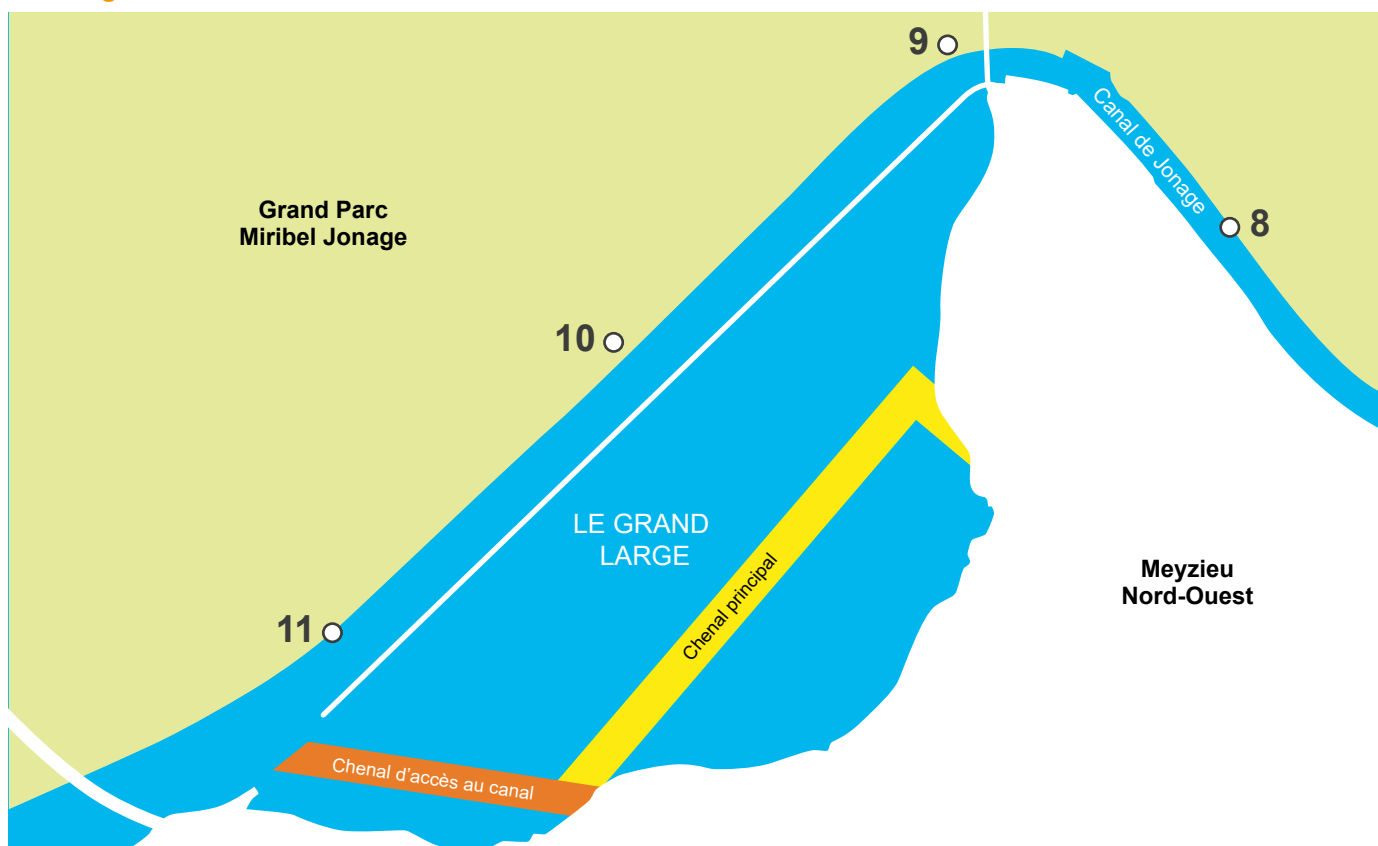 9
Canal de Jonage
8
Grand Parc
Miribel Jonage
10
LE GRAND
LARGE
Chenal principal
Meyzieu
Nord-Ouest
11
Chenal d'accès au canal